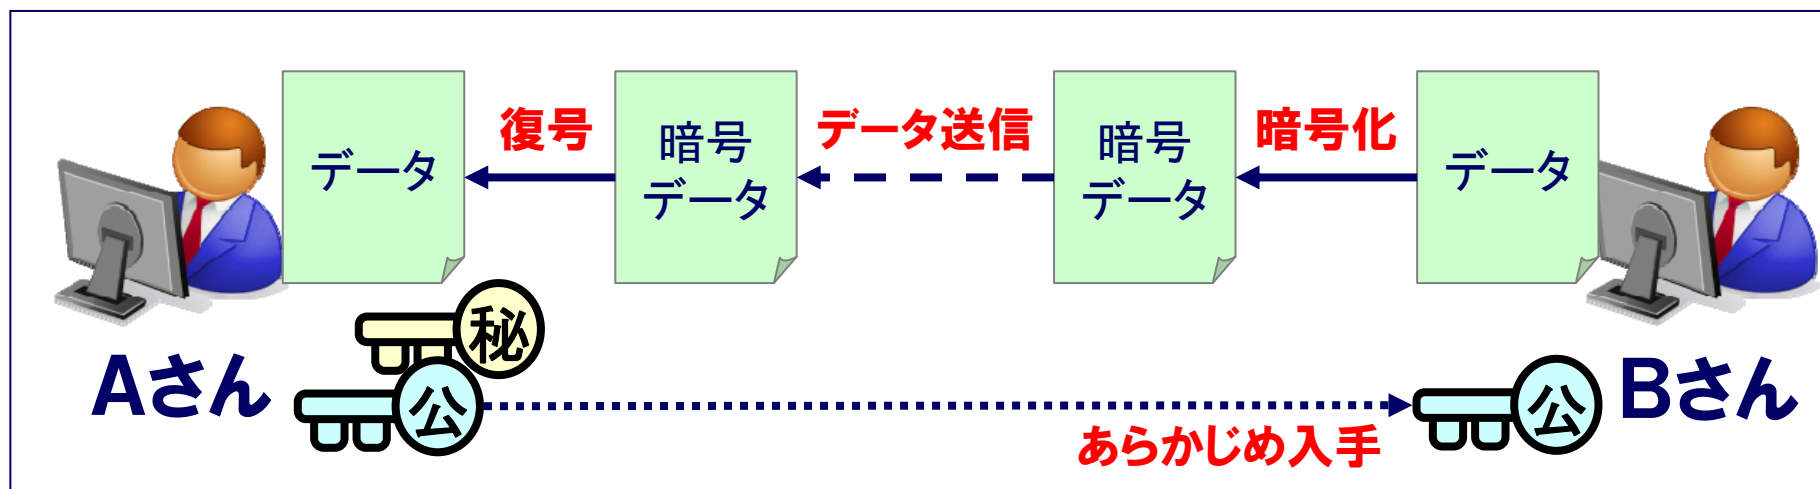 データ
復号
暗号
データ
データ送信
暗号
データ
暗号化
データ
秘
Aさん
公
公
Bさん
あらかじめ入手